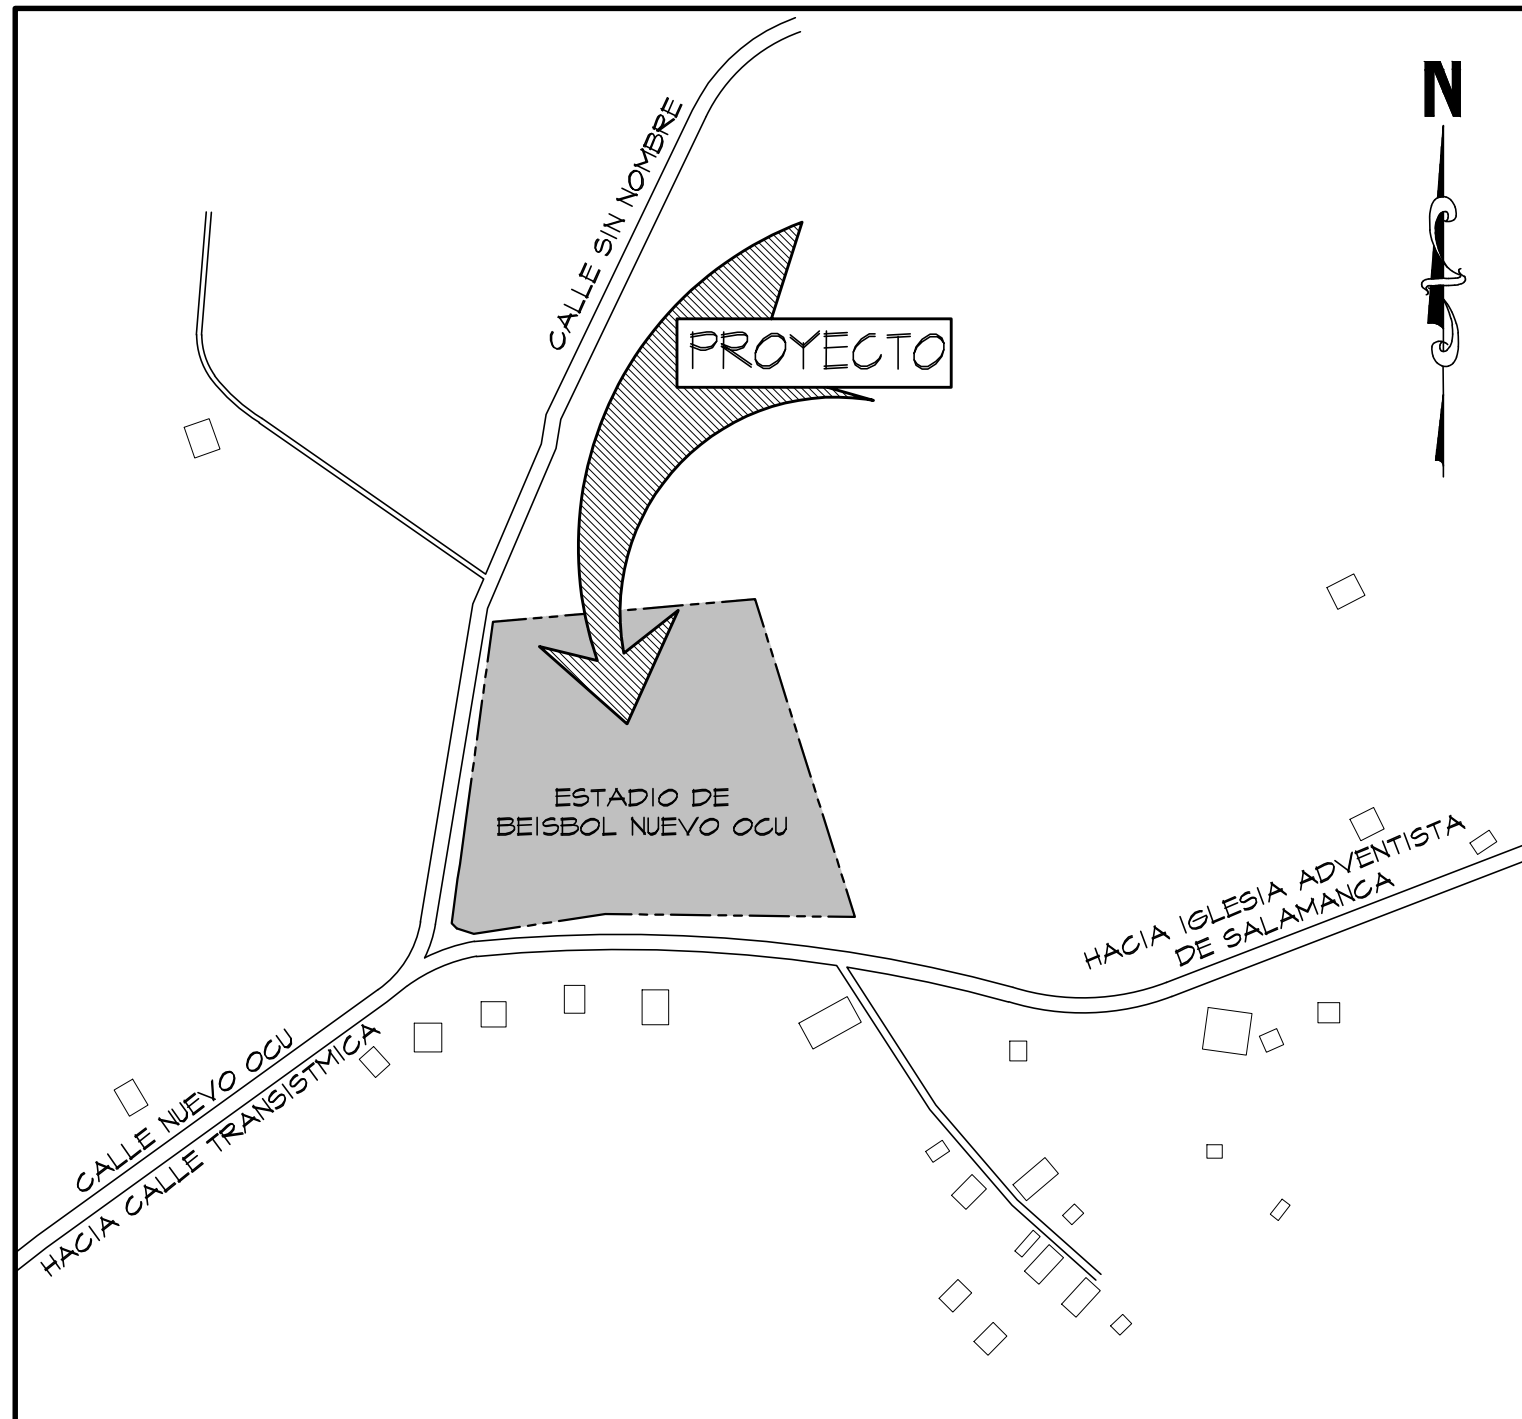 N
CALLE SIN NOMBRE
PROYECTO
ESTADIO DE
BEISBOL NUEVO OCU
HACIA IGLESIA ADVENTISTA
DE SALAMANCA
CALLE NUEVO OCU
HACIA CALLE TRANSISTMICA